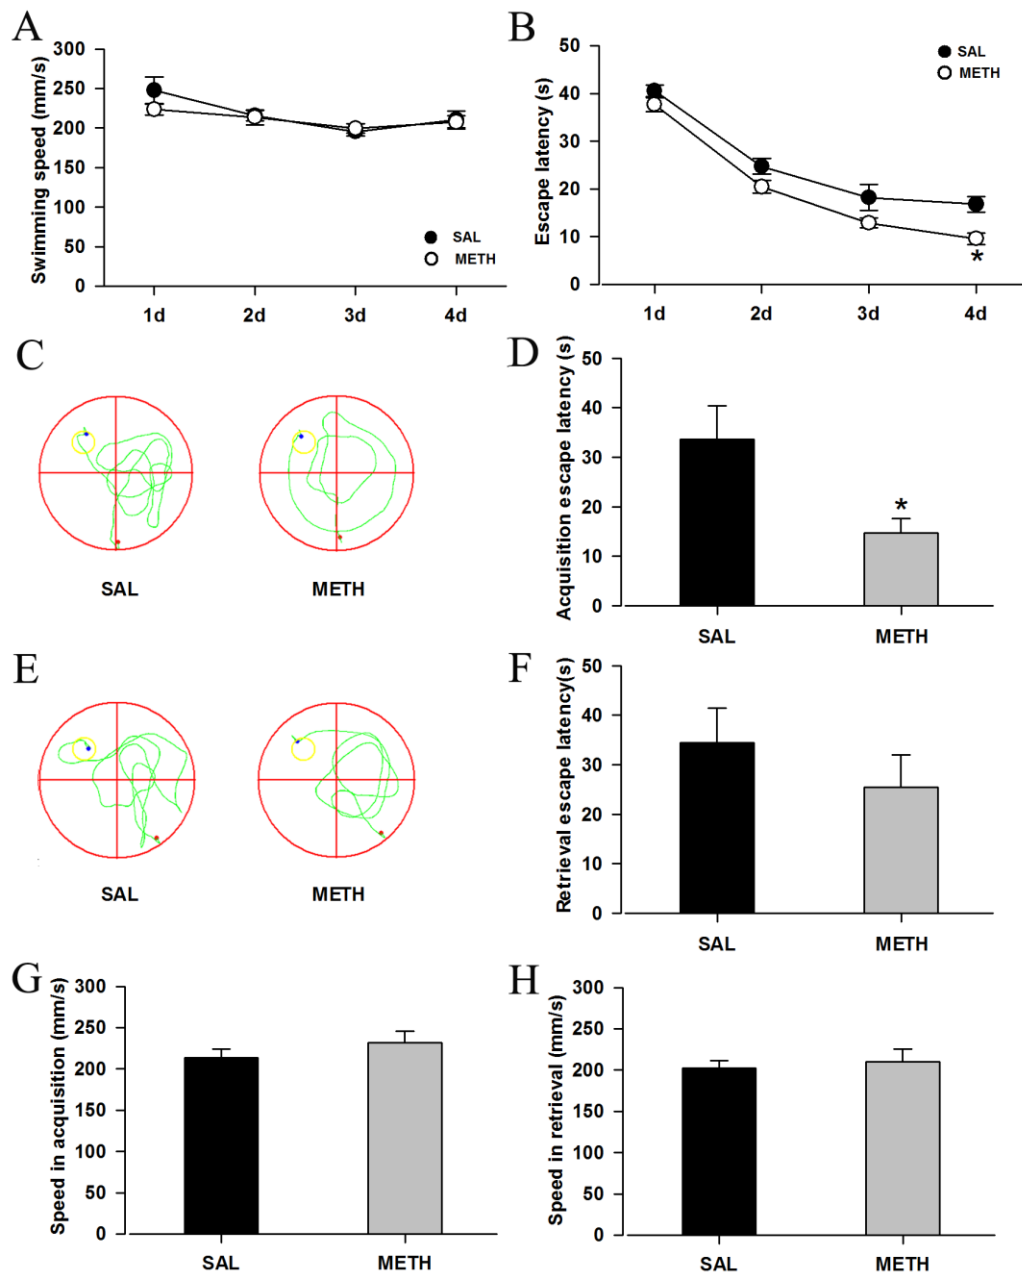 A
Swimming speed (mm/s)
300
250
200
150
100
50
0
1d 2d 3d 4d
SAL
METH
B
Escape latency (s)
50
40
30
20
10
0
1d 2d 3d 4d
SAL
METH
*
C
SAL METH
D
Acquisition escape latency (s)
50
40
30
20
10
0
*
SAL METH
E
SAL METH
F
Retrieval escape latency(s)
50
40
30
20
10
0
SAL METH
G
Speed in acquisition (mm/s)
300
250
200
150
100
50
0
SAL METH
H
Speed in retrieval (mm/s)
300
250
200
150
100
50
0
SAL METH